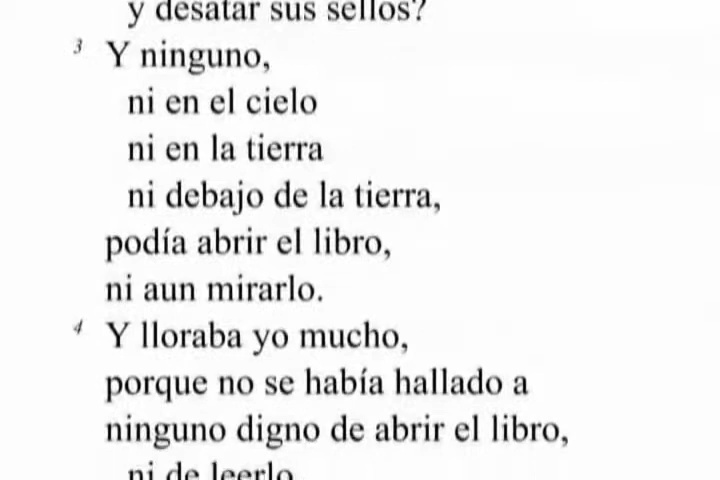 y desatar sus sellos?
3 Y ninguno,
ni en el cielo
ni en la tierra
ni debajo de la tierra,
podía abrir el libro,
ni aun mirarlo.
4 Y lloraba yo mucho,
porque no se había hallado a
ninguno digno de abrir el libro,
ni de leerlo